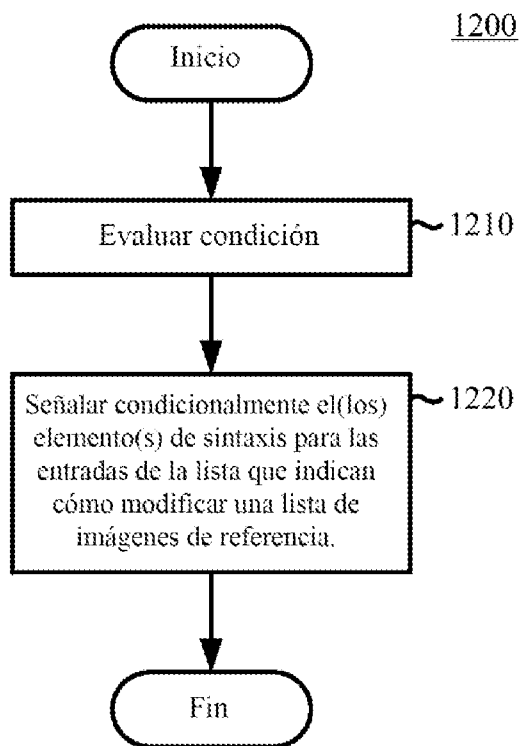 1200
Inicio
Evaluar condición
1210
Señalar condicionalmente el(los)
elemento(s) de sintaxis para las
entradas de la lista que indican
cómo modificar una lista de
imágenes de referencia.
1220
Fin